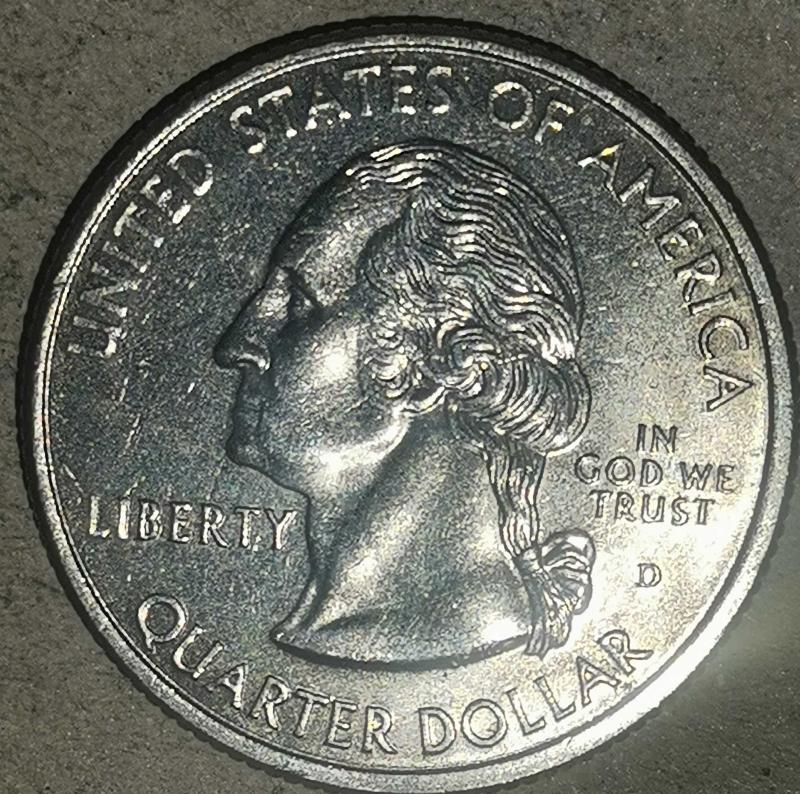 UNITED STATES OF AMERICA
LIBERTY
IN
GOD WE
TRUST
D
QUARTER DOLLAR